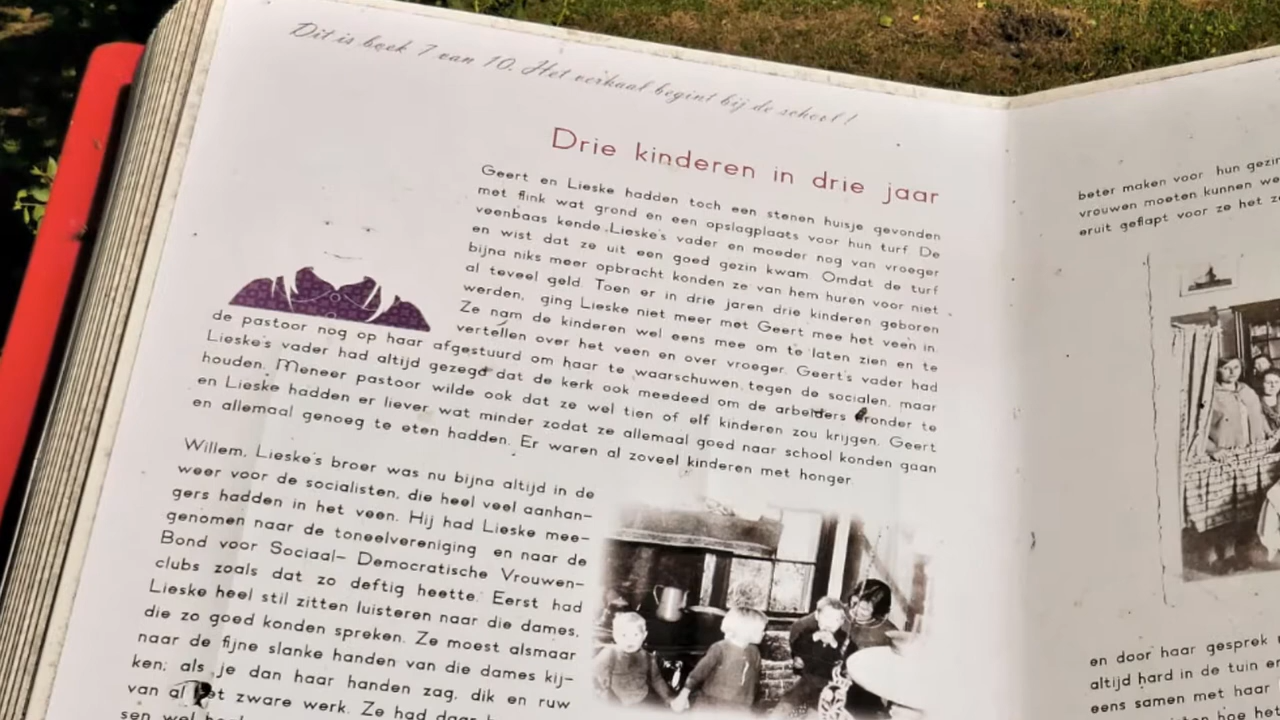 Dit is boek 7 van 10. Het verhaal begint bij de school!
Drie kinderen in drie jaar
Geert en Lieske hadden toch een stenen huisje gevonden
met flink wat grond en een opslagplaats voor hun turf. De
veenbaas kende Lieske's vader en moeder nog van vroeger
en wist dat ze uit een goed gezin kwam. Omdat de turf
bijna niks meer opbracht konden ze van hem huren voor niet
al teveel geld. Toen er in drie jaren drie kinderen geboren
werden, ging Lieske niet meer met Geert mee het veen in.
Ze nam de kinderen wel eens mee om te laten zien en te
vertellen over het veen en over vroeger. Geert's vader had
de pastoor nog op haar afgestuurd om haar te waarschuwen tegen de socialen, maar
Lieske's vader had altijd gezegd dat de kerk ook meedeed om de arbeiders eronder te
houden. Meneer pastoor wilde ook dat ze wel tien of elf kinderen zou krijgen. Geert
en Lieske hadden er liever wat minder zodat ze allemaal goed naar school konden gaan
en allemaal genoeg te eten hadden. Er waren al zoveel kinderen met honger.
Willem, Lieske's broer was nu bijna altijd in de
weer voor de socialisten, die heel veel aanhan-
gers hadden in het veen. Hij had Lieske mee-
genomen naar de toneelvereniging en naar de
Bond voor Sociaal- Democratische Vrouwen-
clubs zoals dat zo deftig heette. Eerst had
Lieske heel stil zitten luisteren naar die dames,
die zo goed konden spreken. Ze moest alsmaar
naar de fijne slanke handen van die dames kij-
ken; als je dan haar handen zag, dik en ruw
van al het zware werk. Ze had daar
sen wel
beter maken voor hun gezin
vrouwen moeten kunnen we
eruit geflapt voor ze het
en door haar gesprek
altijd hard in de tuin
eens samen met haar
hoe het